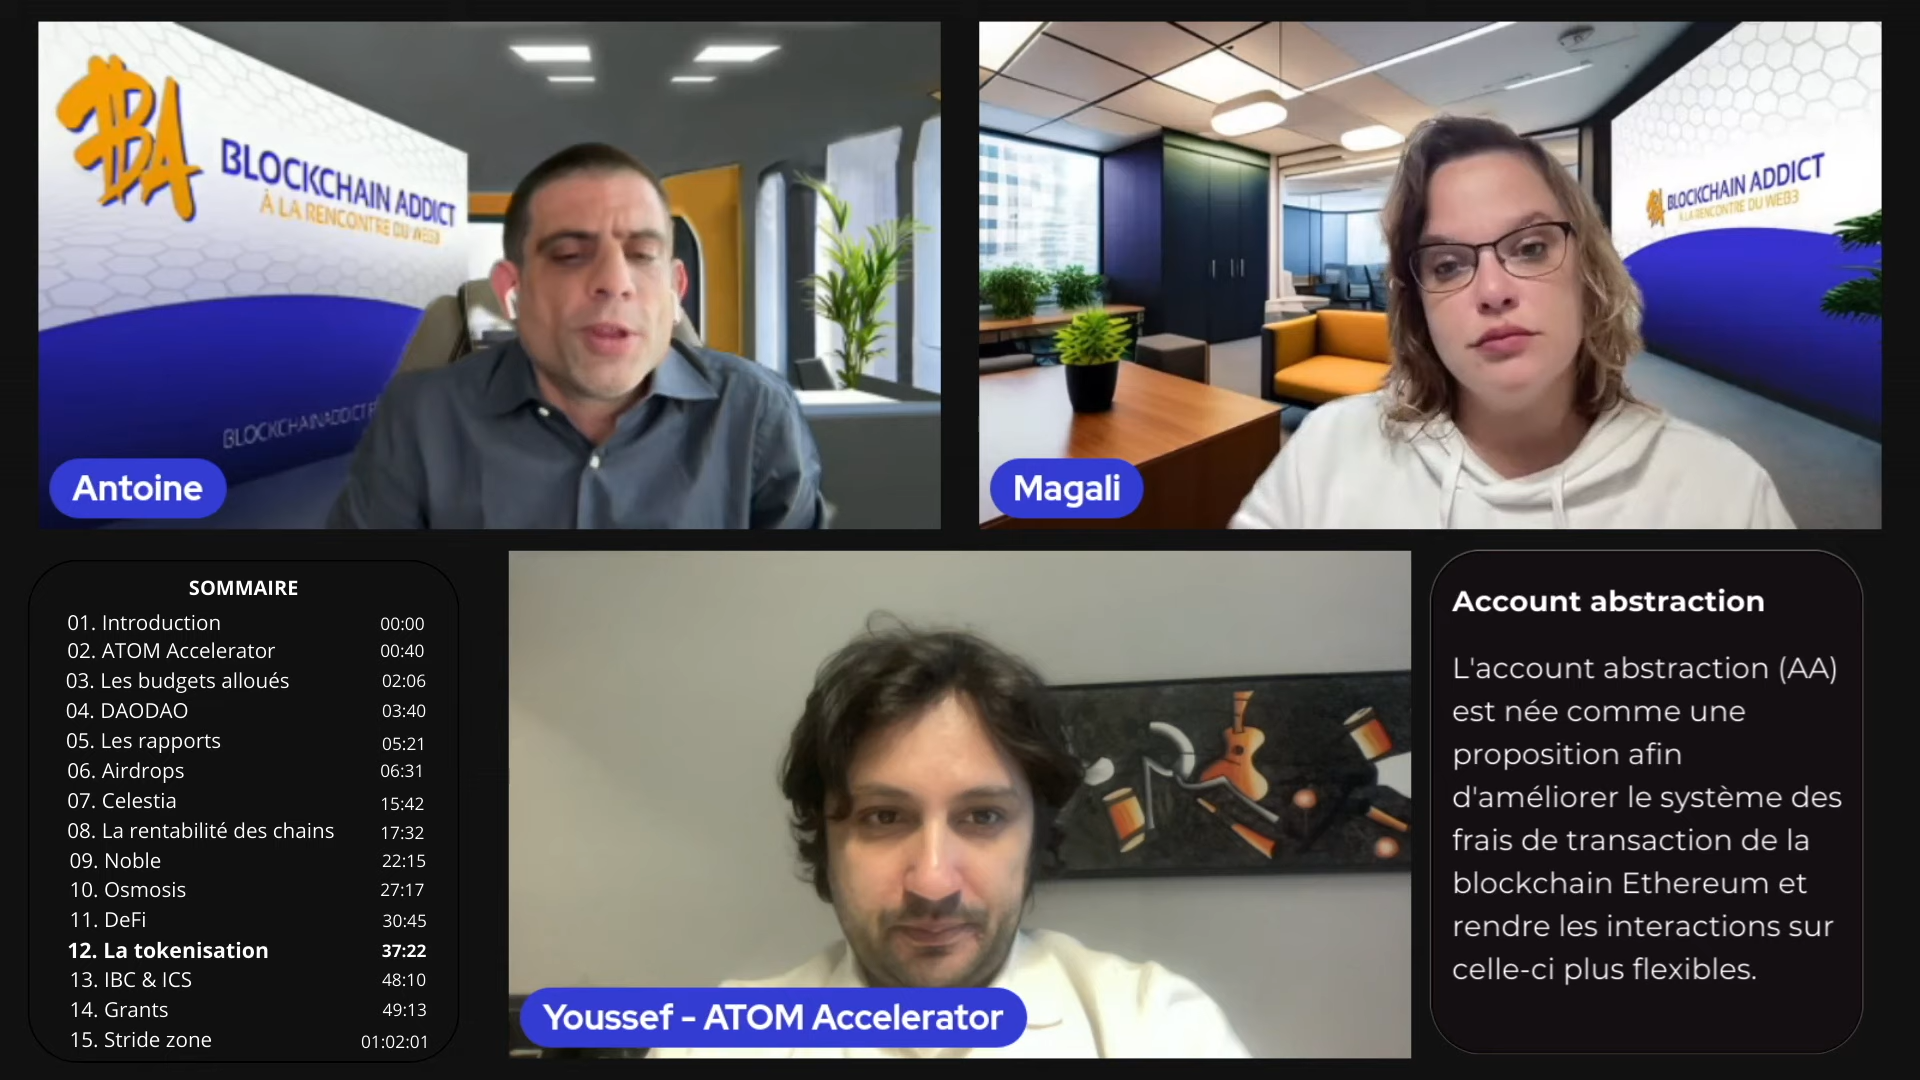 BA
BLOCKCHAIN ADDICT
À LA RENCONTRE DU WEB3
Antoine
BLOCKCHAIN ADDICT
À LA RENCONTRE DU WEB3
Magali
SOMMAIRE
01. Introduction 00:00
02. ATOM Accelerator 00:40
03. Les budgets alloués 02:06
04. DAODAO 03:40
05. Les rapports 05:21
06. Airdrops 06:31
07. Celestia 15:42
08. La rentabilité des chains 17:32
09. Noble 22:15
10. Osmosis 27:17
11. DeFi 30:45
12. La tokenisation 37:22
13. IBC & ICS 48:10
14. Grants 49:13
15. Stride zone 01:02:01
Youssef - ATOM Accelerator
Account abstraction
L'account abstraction (AA)
est née comme une
proposition afin
d'améliorer le système des
frais de transaction de la
blockchain Ethereum et
rendre les interactions sur
celle-ci plus flexibles.